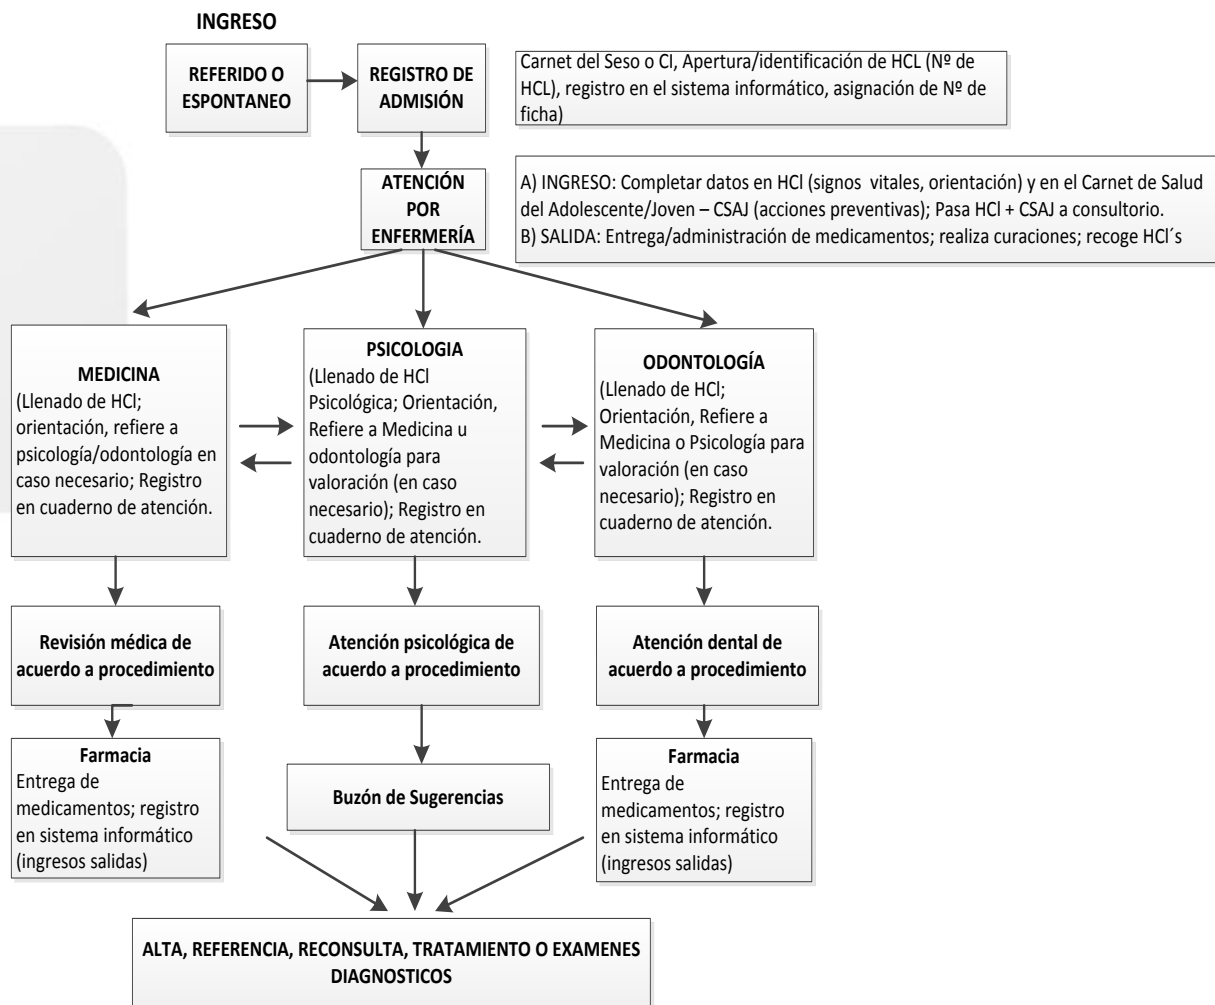 INGRESO
REFERIDO O
ESPONTANEO
REGISTRO DE
ADMISIÓN
Carnet del Seso o CI, Apertura/identificación de HCL (Nº de
HCL), registro en el sistema informático, asignación de Nº de
ficha)
ATENCIÓN
POR
ENFERMERÍA
A) INGRESO: Completar datos en HCl (signos vitales, orientación) y en el Carnet de Salud
del Adolescente/Joven – CSAJ (acciones preventivas); Pasa HCl + CSAJ a consultorio.
B) SALIDA: Entrega/administración de medicamentos; realiza curaciones; recoge HCl´s
MEDICINA
(Llenado de HCl;
orientación, refiere a
psicología/odontología en
caso necesario; Registro
en cuaderno de atención.
PSICOLOGIA
(Llenado de HCl
Psicológica; Orientación,
Refiere a Medicina u
odontología para
valoración (en caso
necesario); Registro en
cuaderno de atención.
ODONTOLOGÍA
(Llenado de HCl;
Orientación, Refiere a
Medicina o Psicología para
valoración (en caso
necesario); Registro en
cuaderno de atención.
Revisión médica de
acuerdo a procedimiento
Atención psicológica de
acuerdo a procedimiento
Atención dental de
acuerdo a procedimiento
Farmacia
Entrega de
medicamentos; registro
en sistema informático
(ingresos salidas)
Buzón de Sugerencias
Farmacia
Entrega de
medicamentos; registro
en sistema informático
(ingresos salidas)
ALTA, REFERENCIA, RECONSULTA, TRATAMIENTO O EXAMENES
DIAGNOSTICOS